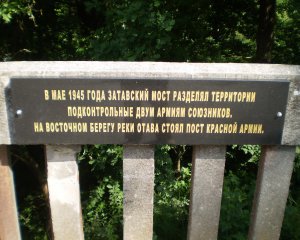 В МАЕ 1945 ГОДА ЗАТАВСКИЙ МОСТ РАЗДЕЛЯЛ ТЕРРИТОРИИ
ПОДКОНТРОЛЬНЫЕ ДВУМ АРМИЯМ СОЮЗНИКОВ.
НА ВОСТОЧНОМ БЕРЕГУ РЕКИ ОТАВА СТОЯЛ ПОСТ КРАСНОЙ АРМИИ.